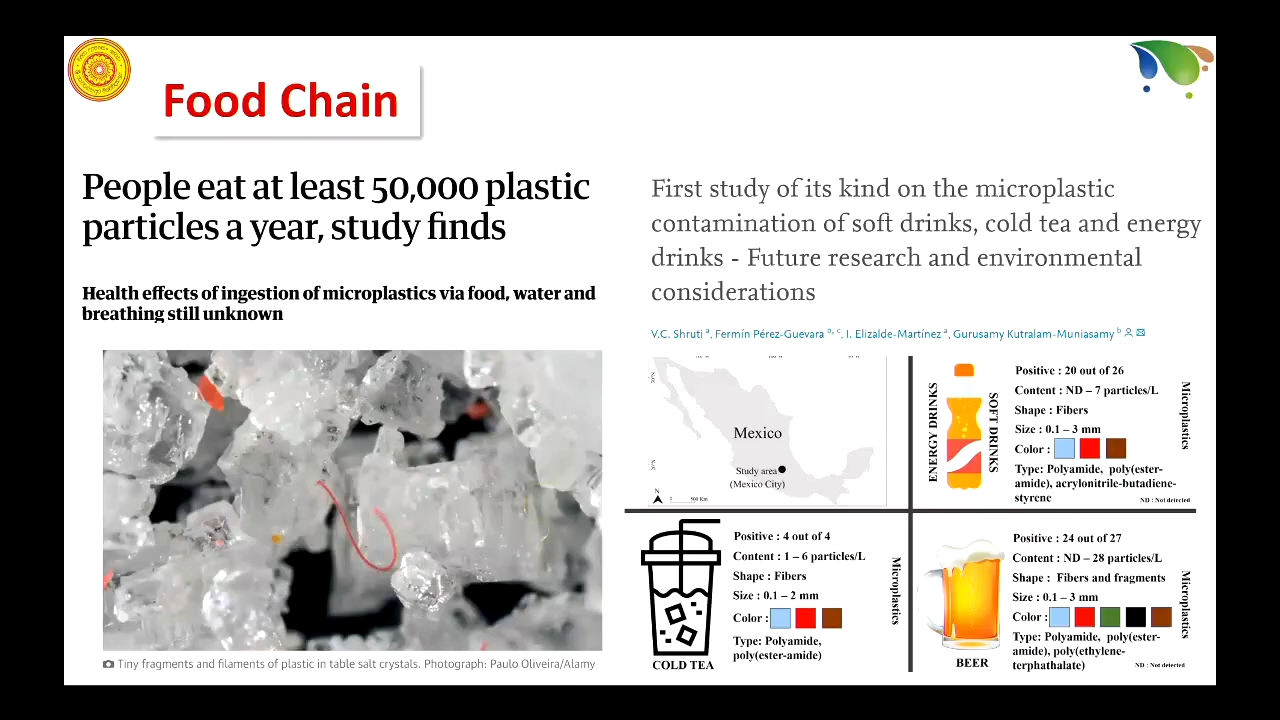 Food Chain
People eat at least 50,000 plastic
particles a year, study finds
Health effects of ingestion of microplastics via food, water and
breathing still unknown
Tiny fragments and filaments of plastic in table salt crystals. Photograph: Paulo Oliveira/Alamy
First study of its kind on the microplastic
contamination of soft drinks, cold tea and energy
drinks - Future research and environmental
considerations
V.C. Shruti a, Fermín Pérez-Guevara b, c, I. Elizalde-Martínez a, Gurusamy Kutralam-Muniasamy b
Mexico
Study area
(Mexico City)
N
500 Km
ENERGY DRINKS
SOFT DRINKS
Positive : 20 out of 26
Content : ND – 7 particles/L
Shape : Fibers
Size : 0.1 – 3 mm
Color :
Type: Polyamide, poly(ester-
amide), acrylonitrile-butadiene-
styrene
ND : Not detected
Microplastics
COLD TEA
Positive : 4 out of 4
Content : 1 – 6 particles/L
Shape : Fibers
Size : 0.1 – 2 mm
Color :
Type: Polyamide,
poly(ester-amide)
Microplastics
BEER
Positive : 24 out of 27
Content : ND – 28 particles/L
Shape : Fibers and fragments
Size : 0.1 – 3 mm
Color :
Type: Polyamide, poly(ester-
amide), poly(ethylene-
terphathalate)
ND : Not detected
Microplastics